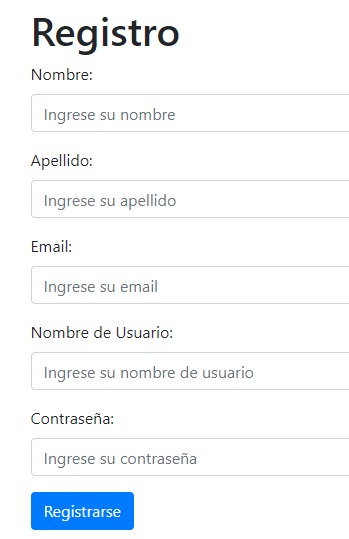 Registro
Nombre:
Ingrese su nombre
Apellido:
Ingrese su apellido
Email:
Ingrese su email
Nombre de Usuario:
Ingrese su nombre de usuario
Contraseña:
Ingrese su contraseña
Registrarse